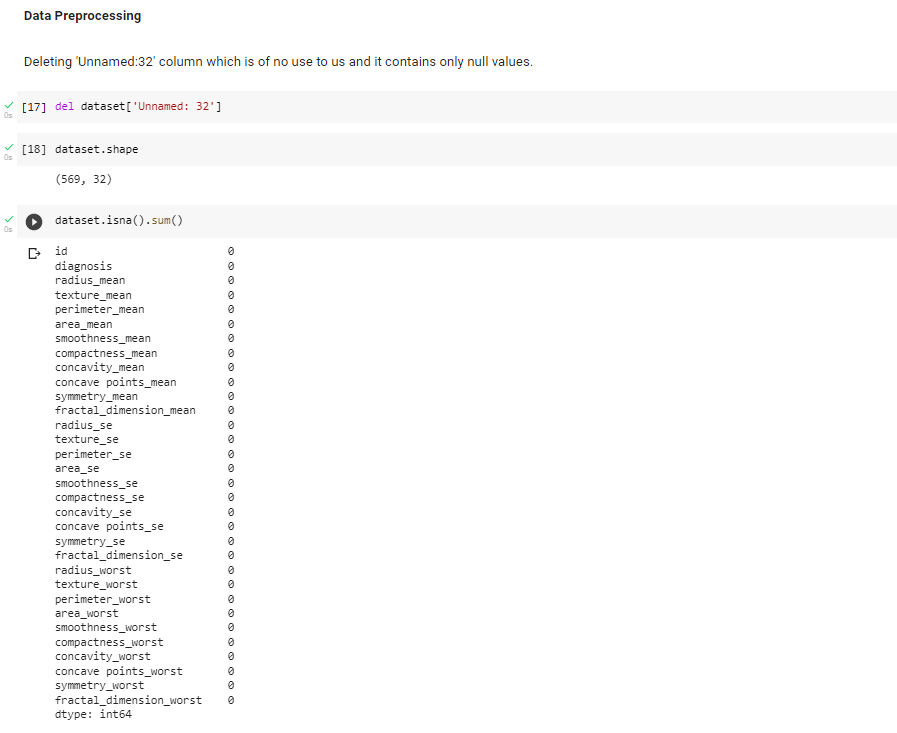 Data Preprocessing
Deleting 'Unnamed:32' column which is of no use to us and it contains only null values.
[17] del dataset['Unnamed: 32']
0s
[18] dataset.shape
0s
(569, 32)
dataset.isna().sum()
0s
id 0
diagnosis 0
radius_mean 0
texture_mean 0
perimeter_mean 0
area_mean 0
smoothness_mean 0
compactness_mean 0
concavity_mean 0
concave points_mean 0
symmetry_mean 0
fractal_dimension_mean 0
radius_se 0
texture_se 0
perimeter_se 0
area_se 0
smoothness_se 0
compactness_se 0
concavity_se 0
concave points_se 0
symmetry_se 0
fractal_dimension_se 0
radius_worst 0
texture_worst 0
perimeter_worst 0
area_worst 0
smoothness_worst 0
compactness_worst 0
concavity_worst 0
concave points_worst 0
symmetry_worst 0
fractal_dimension_worst 0
dtype: int64